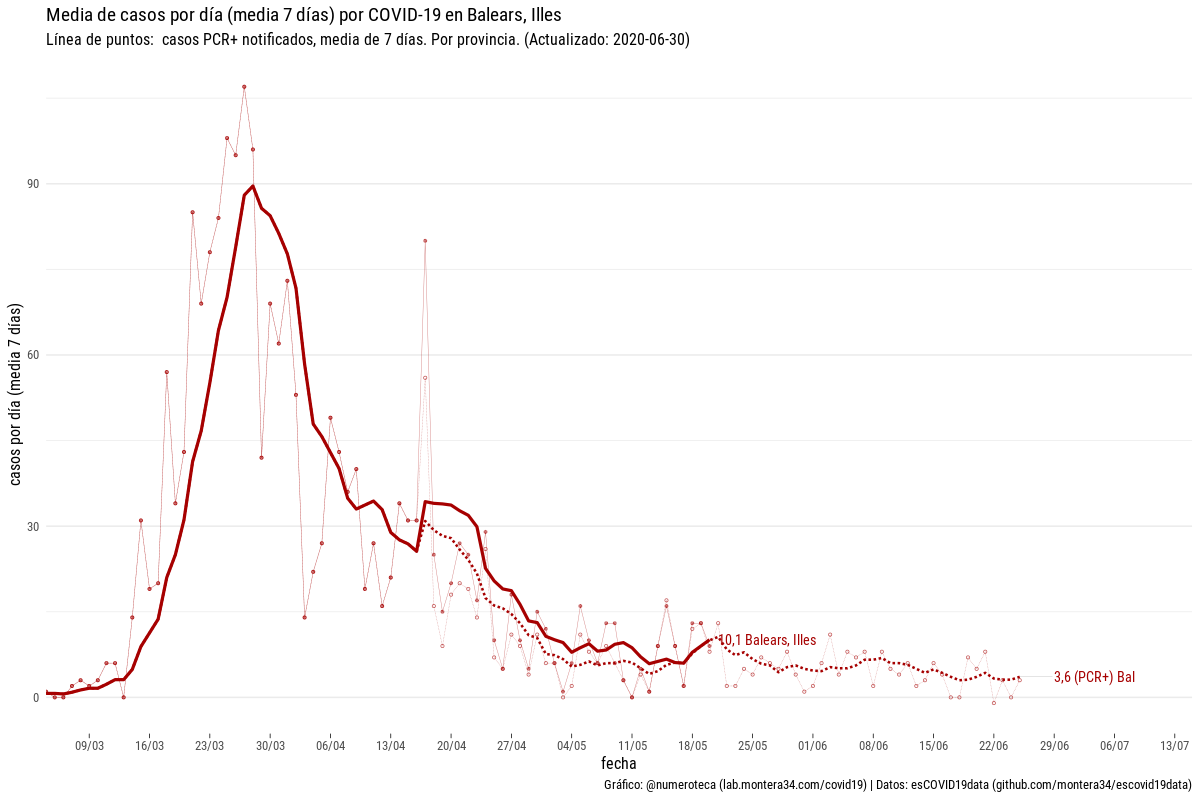 Media de casos por día (media 7 días) por COVID-19 en Balears, Illes
Línea de puntos:  casos PCR+ notificados, media de 7 días. Por provincia. (Actualizado: 2020-06-30)
casos por día (media 7 días)
90
60
30
0
10,1 Balears, Illes
3,6 (PCR+) Bal
09/03 16/03 23/03 30/03 06/04 13/04 20/04 27/04 04/05 11/05 18/05 25/05 01/06 08/06 15/06 22/06 29/06 06/07 13/07
fecha
Gráfico: @numeroteca (lab.montera34.com/covid19) | Datos: esCOVID19data (github.com/montera34/escovid19data)